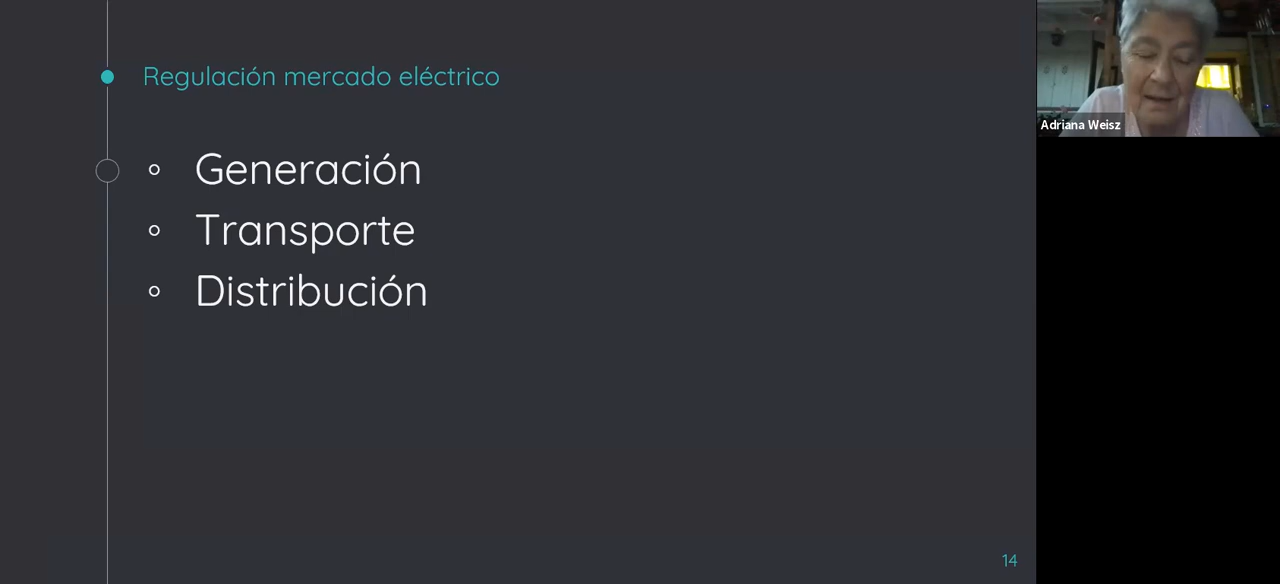 Regulación mercado eléctrico
Generación
Transporte
Distribución
14
Adriana Weisz